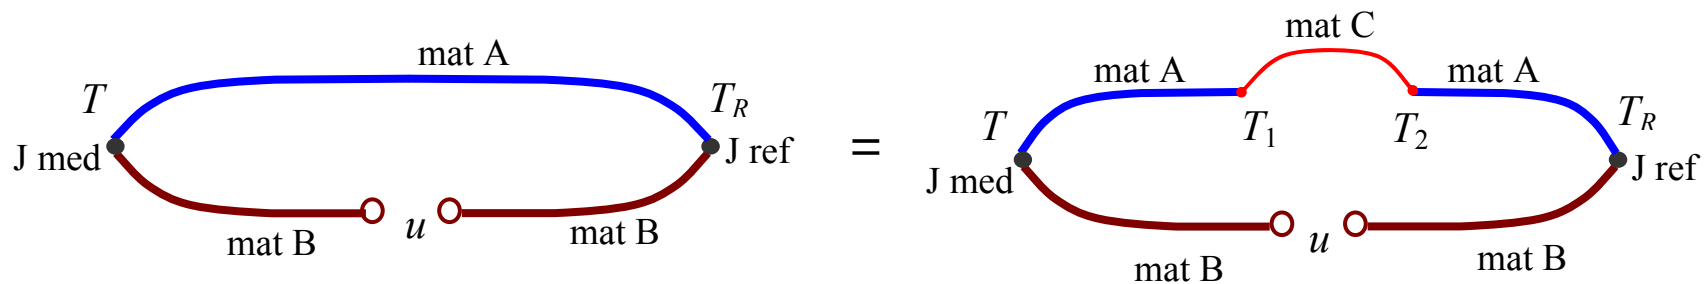 mat A
T
T_R
J med
J ref
mat B
u
mat B
=
mat C
mat A
mat A
T
T_1
T_2
T_R
J med
J ref
mat B
u
mat B